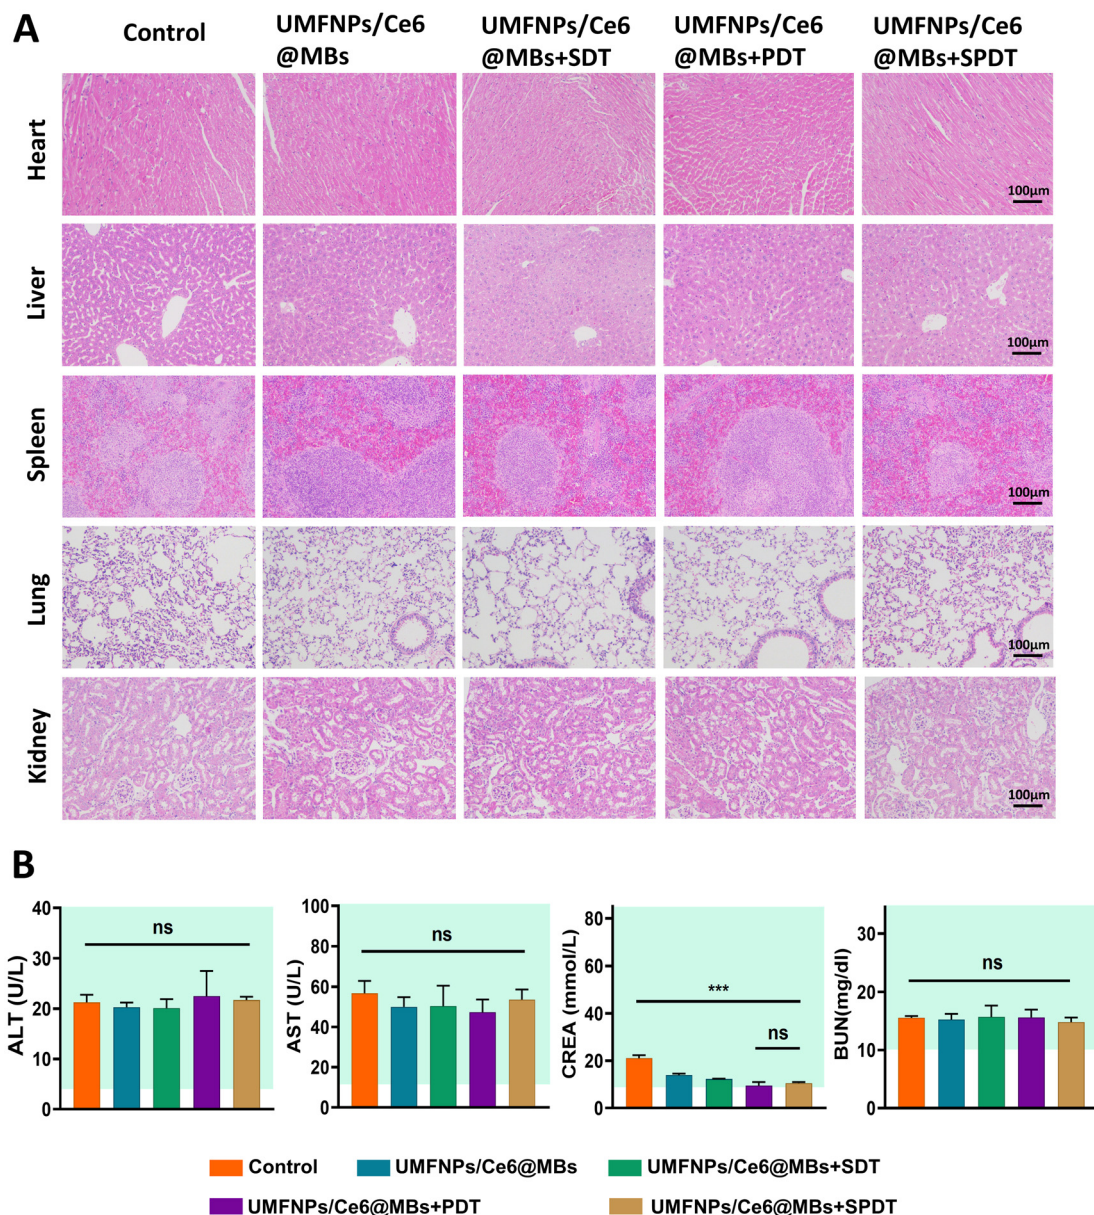 A
Control
UMFNPs/Ce6
@MBs
UMFNPs/Ce6
@MBs+SDT
UMFNPs/Ce6
@MBs+PDT
UMFNPs/Ce6
@MBs+SPDT
Heart
100μm
Liver
100μm
Spleen
100μm
Lung
100μm
Kidney
100μm
B
ALT (U/L)
40
30
20
10
0
ns
AST (U/L)
100
80
60
40
20
0
ns
CREA (mmol/L)
80
60
40
20
0
***
ns
BUN(mg/dl)
30
20
10
0
ns
Control
UMFNPs/Ce6@MBs
UMFNPs/Ce6@MBs+SDT
UMFNPs/Ce6@MBs+PDT
UMFNPs/Ce6@MBs+SPDT